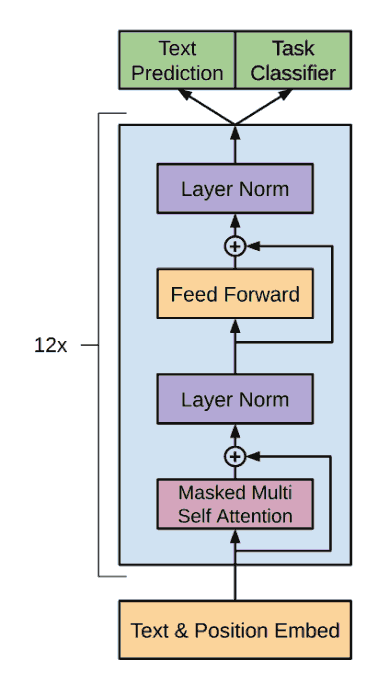 Text
Prediction
Task
Classifier
Layer Norm
Feed Forward
12x
Layer Norm
Masked Multi
Self Attention
Text & Position Embed